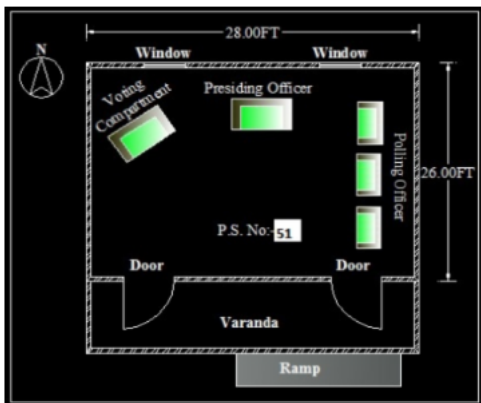 28.00FT
N
Window
Window
Voting
Compartment
Presiding Officer
Polling Officer
26.00FT
P.S. No:-51
Door
Door
Varanda
Ramp